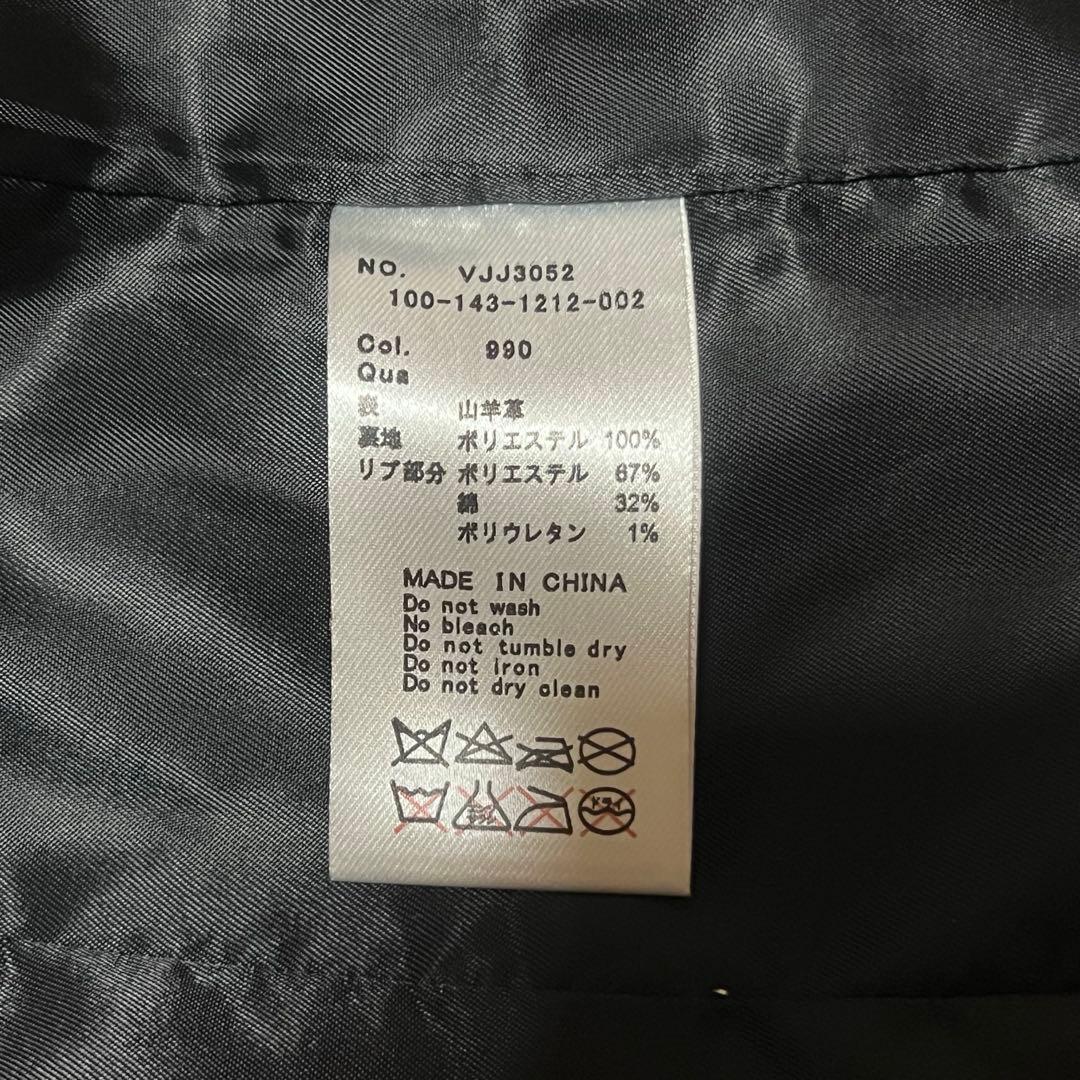 NO. VJJ3052
100-143-1212-002
Col. 990
Qua
表 山羊革
裏地 ポリエステル 100%
リブ部分 ポリエステル 67%
綿 32%
ポリウレタン 1%
MADE IN CHINA
Do not wash
No bleach
Do not tumble dry
Do not iron
Do not dry clean
ドライ